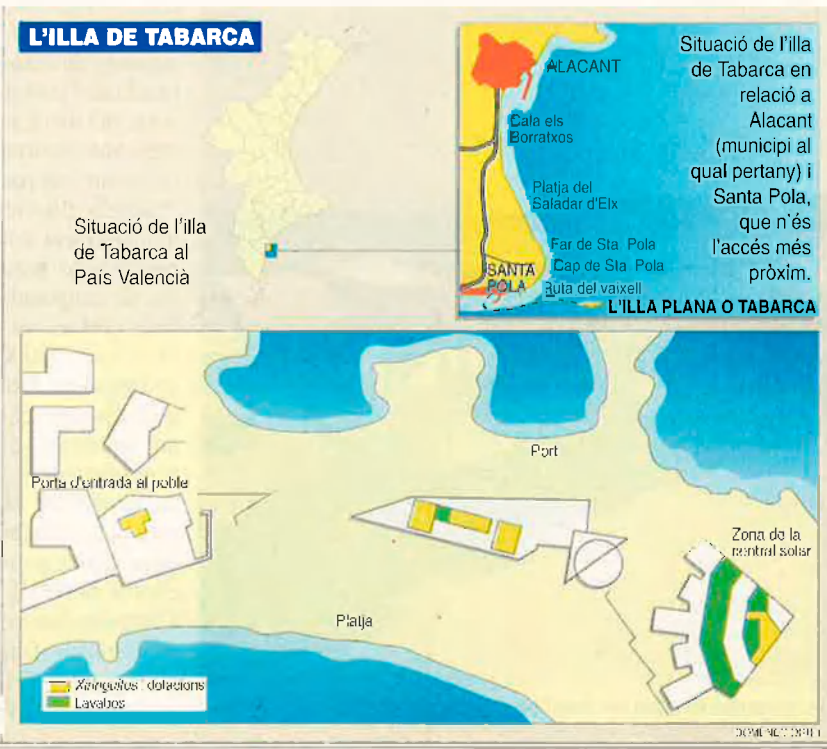 L'ILLA DE TABARCA
Situació de l'illa
de Tabarca al
País Valencià
ALACANT
Cala els
Borratxos
Platja del
Saladar d'Elx
Far de Sta. Pola
Cap de Sta. Pola
SANTA
POLA
Ruta del vaixell
L'ILLA PLANA O TABARCA
Situació de l'illa
de Tabarca en
relació a
Alacant
(municipi al
qual pertany) i
Santa Pola,
que n'és
l'accés més
pròxim.
Port
Porta d'entrada al poble
Zona de la
central solar
Platja
Xiringuitos i dotacions
Lavabos